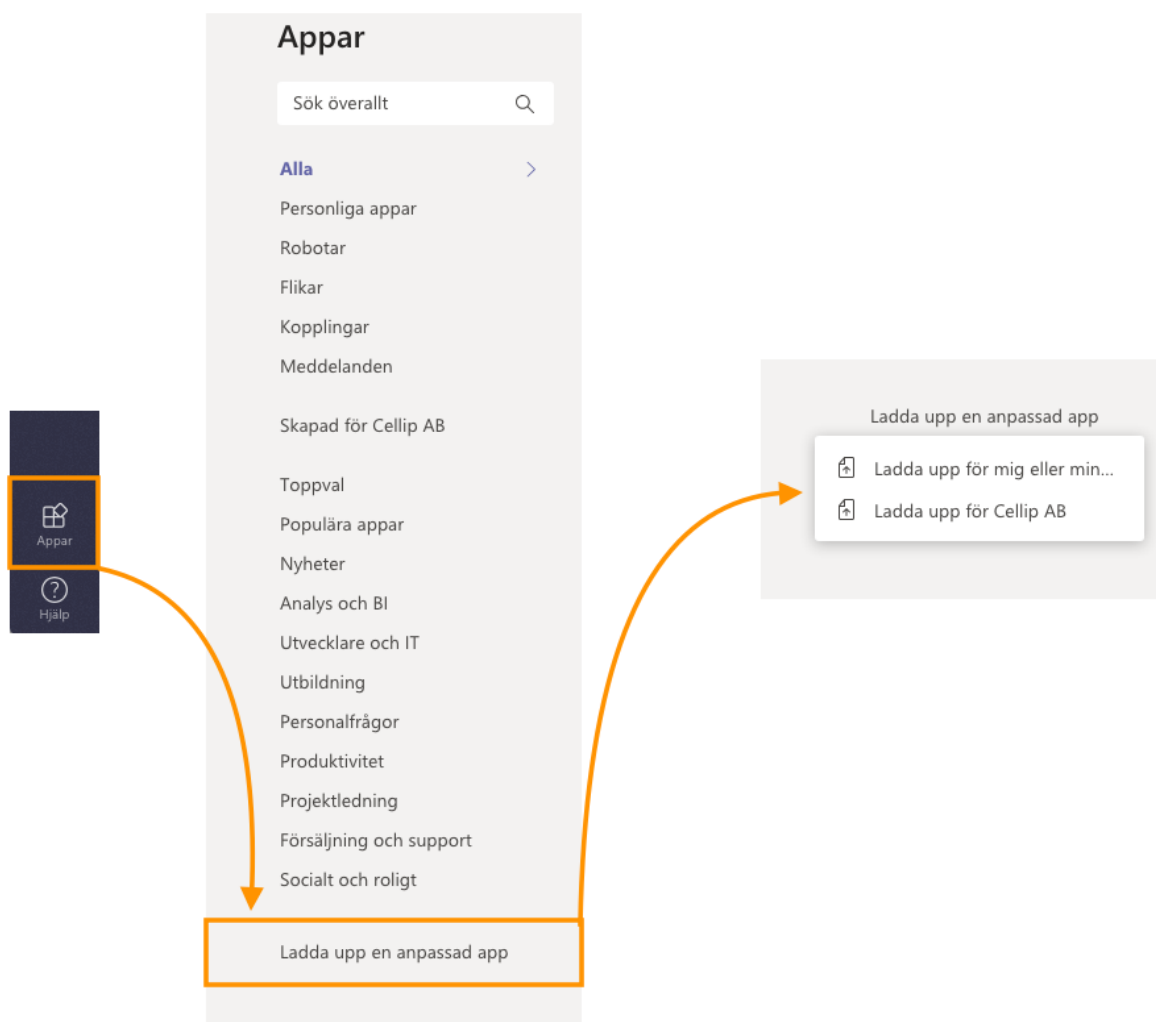 Appar
Sök överallt
Alla
Personliga appar
Robotar
Flikar
Kopplingar
Meddelanden
Skapad för Cellip AB
Toppval
Populära appar
Nyheter
Analys och BI
Utvecklare och IT
Utbildning
Personalfrågor
Produktivitet
Projektledning
Försäljning och support
Socialt och roligt
Ladda upp en anpassad app
Appar
Hjälp
Ladda upp en anpassad app
Ladda upp för mig eller min...
Ladda upp för Cellip AB